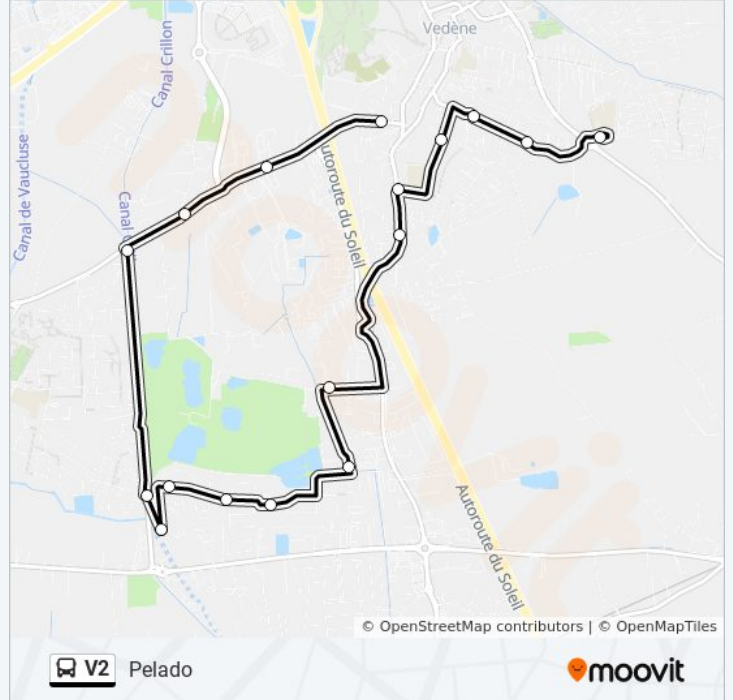 Vedène
Canal Crillon
Canal de Vaucluse
Canal
Autoroute du Soleil
Autoroute du Soleil
© OpenStreetMap contributors | © OpenMapTiles
V2 Pelado
moovit